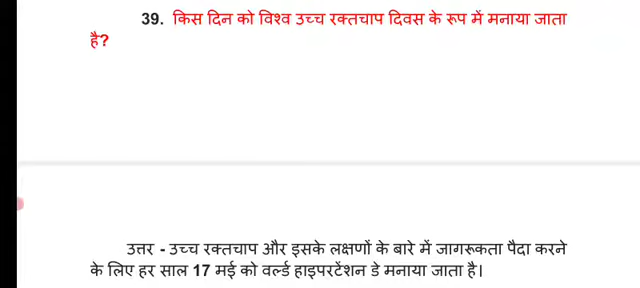 39. किस दिन को विश्व उच्च रक्तचाप दिवस के रूप में मनाया जाता
है?
उत्तर - उच्च रक्तचाप और इसके लक्षणों के बारे में जागरूकता पैदा करने
के लिए हर साल 17 मई को वर्ल्ड हाइपरटेंशन डे मनाया जाता है।